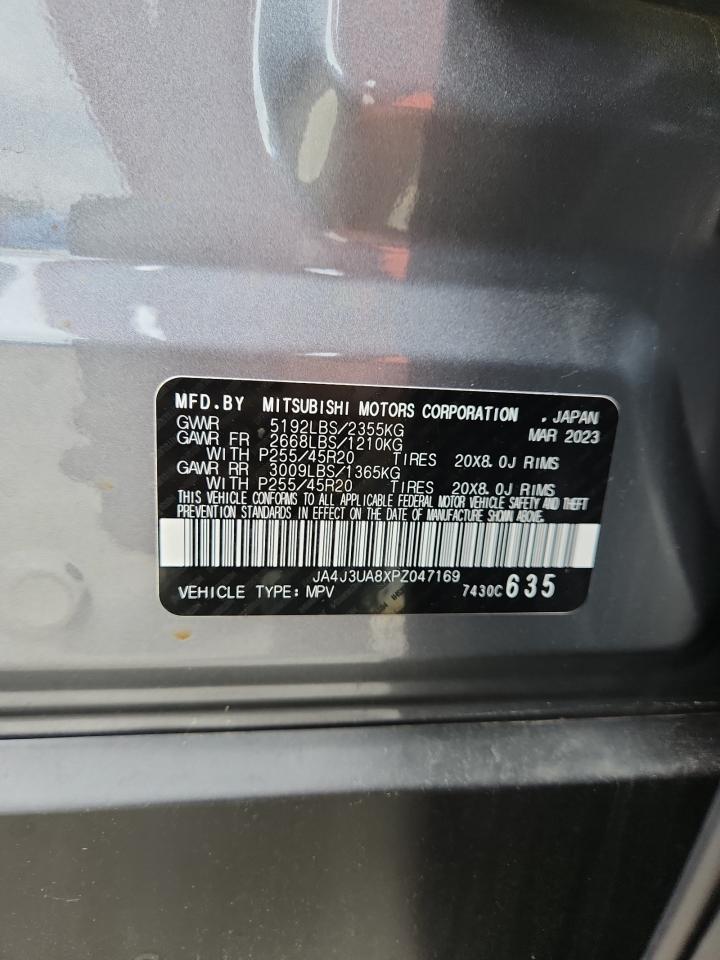 MFD.BY MITSUBISHI MOTORS CORPORATION , JAPAN
GVWR 5192LBS/2355KG MAR 2023
GAWR FR 2668LBS/1210KG
WITH P255/45R20 TIRES 20X8.0J RIMS
GAWR RR 3009LBS/1365KG
WITH P255/45R20 TIRES 20X8.0J RIMS
THIS VEHICLE CONFORMS TO ALL APPLICABLE FEDERAL MOTOR VEHICLE SAFETY AND THEFT
PREVENTION STANDARDS IN EFFECT ON THE DATE OF MANUFACTURE SHOWN ABOVE.
JA4J3UA8XPZ047169
VEHICLE TYPE: MPV 7430C 635